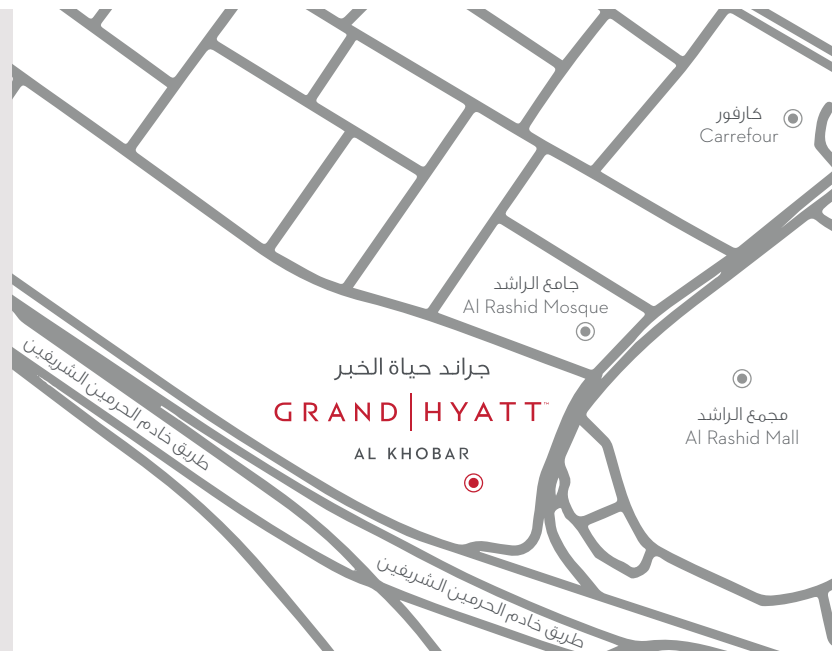 كارفور
Carrefour
جامع الراشد
Al Rashid Mosque
جراند حياة الخبر
GRAND | HYATT™
AL KHOBAR
مجمع الراشد
Al Rashid Mall
طريق خادم الحرمين الشريفين
طريق خادم الحرمين الشريفين